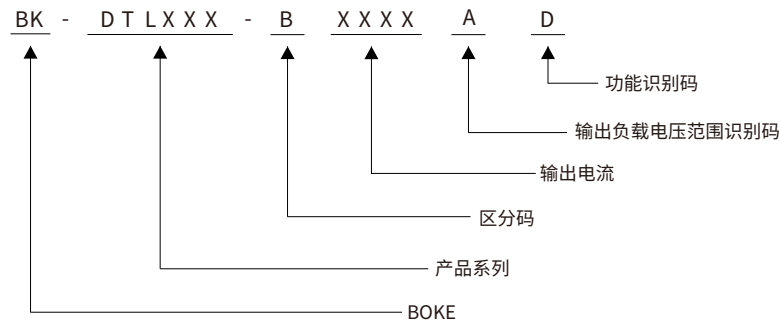 BK - DTLXXX - B XXXX A D
功能识别码
输出负载电压范围识别码
输出电流
区分码
产品系列
BOKE